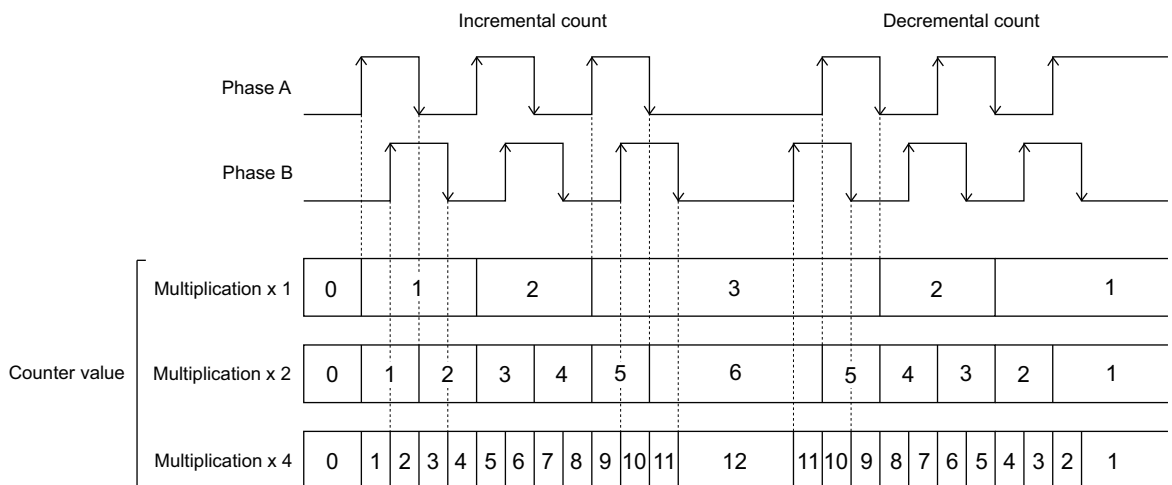 Incremental count Decremental count
Phase A
Phase B
Multiplication x 1 0 1 2 3 2 1
Counter value
Multiplication x 2 0 1 2 3 4 5 6 5 4 3 2 1
Multiplication x 4 0 1 2 3 4 5 6 7 8 9 10 11 12 11 10 9 8 7 6 5 4 3 2 1